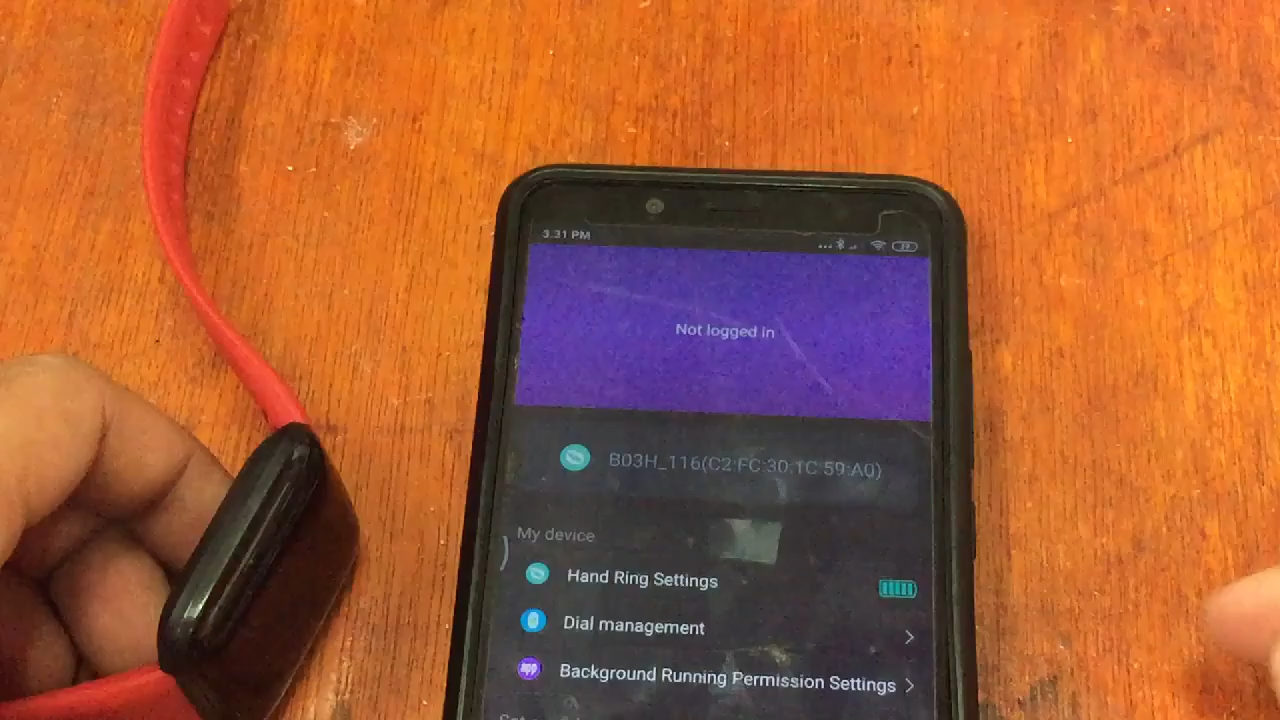 3.31 PM
Not logged in
B03H_116(C2:FC:30:1C:59:A0)
My device
Hand Ring Settings
Dial management
app
Background Running Permission Settings